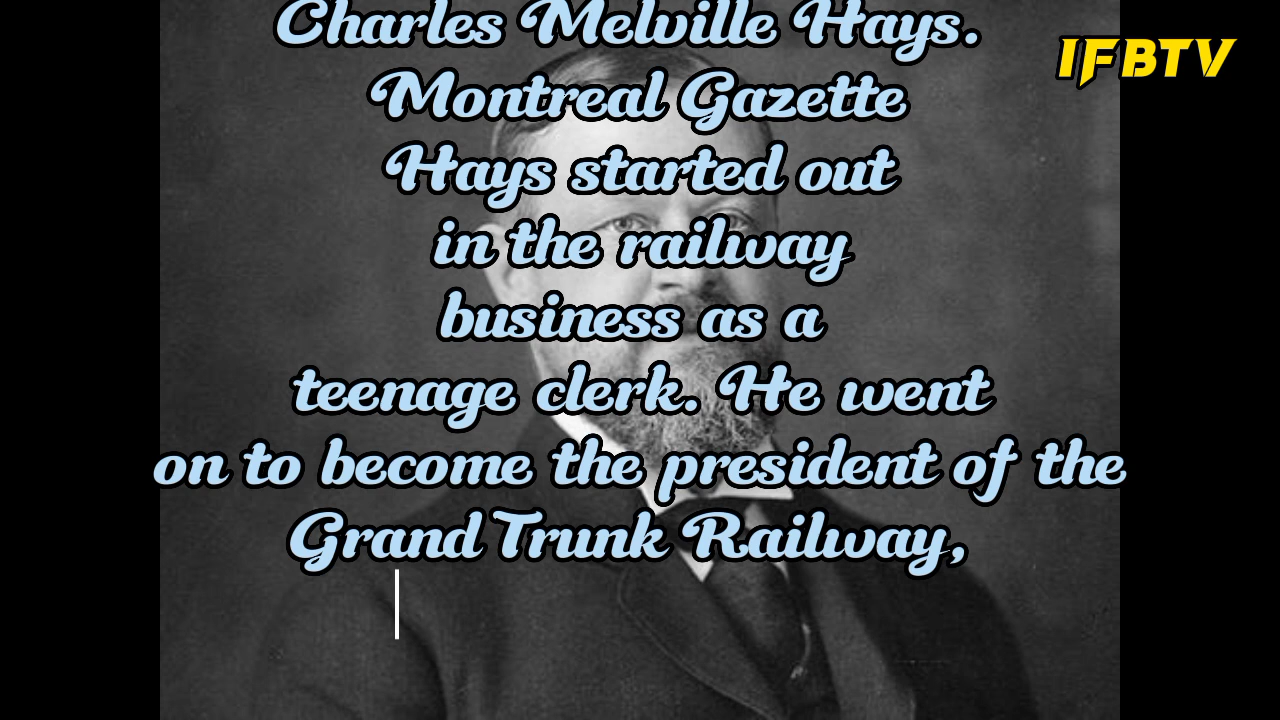 Charles Melville Hays.
IFBTV
Montreal Gazette
Hays started out
in the railway
business as a
teenage clerk. He went
on to become the president of the
Grand Trunk Railway,